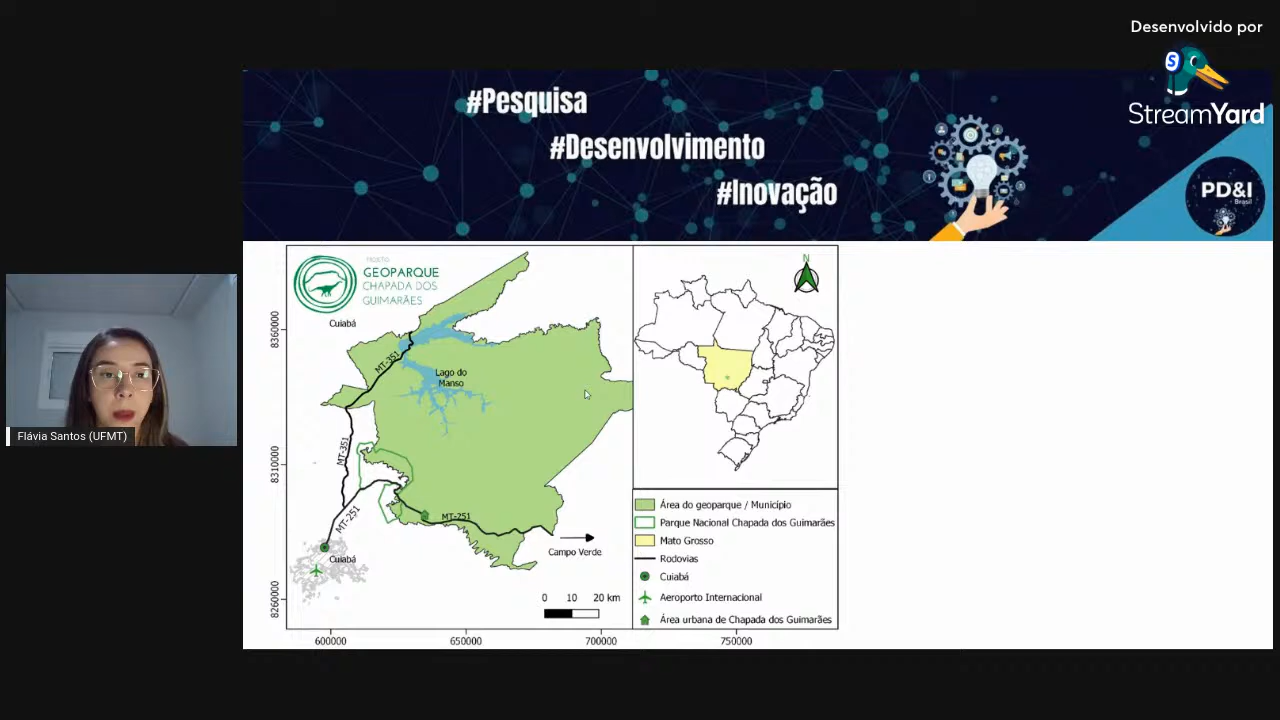 Desenvolvido por
StreamYard
#Pesquisa
#Desenvolvimento
#Inovação
PD&I
Brasil
GEOPARQUE
CHAPADA DOS
GUIMARÃES
Cuiabá
8360000
MT-351
Lago do
Manso
8310000
MT-351
MT-251
MT-251
Campo Verde
Cuiabá
8260000
0 10 20 km
600000 650000 700000 750000
N
Área do geoparque / Município
Parque Nacional Chapada dos Guimarães
Mato Grosso
Rodovias
Cuiabá
Aeroporto Internacional
Área urbana de Chapada dos Guimarães
Flávia Santos (UFMT)